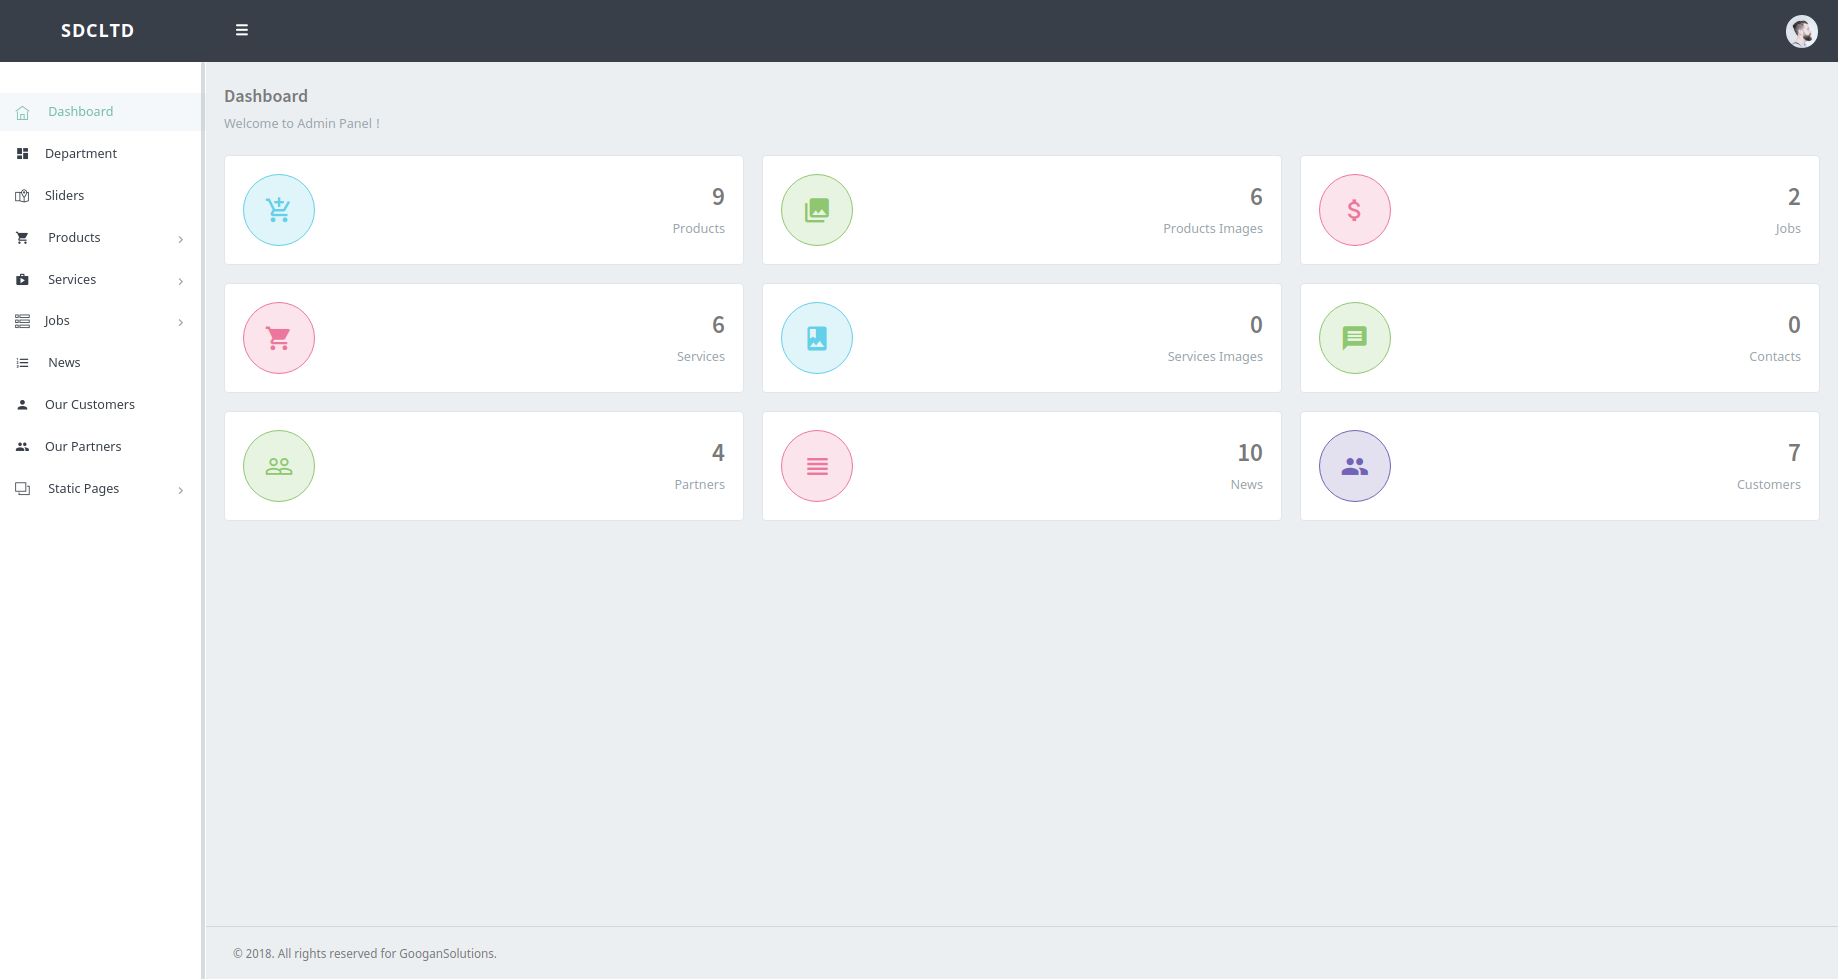 SDCLTD
Dashboard
Department
Sliders
Products
Services
Jobs
News
Our Customers
Our Partners
Static Pages
Dashboard
Welcome to Admin Panel !
9
Products
6
Products Images
2
Jobs
6
Services
0
Services Images
0
Contacts
4
Partners
10
News
7
Customers
© 2018. All rights reserved for GooganSolutions.